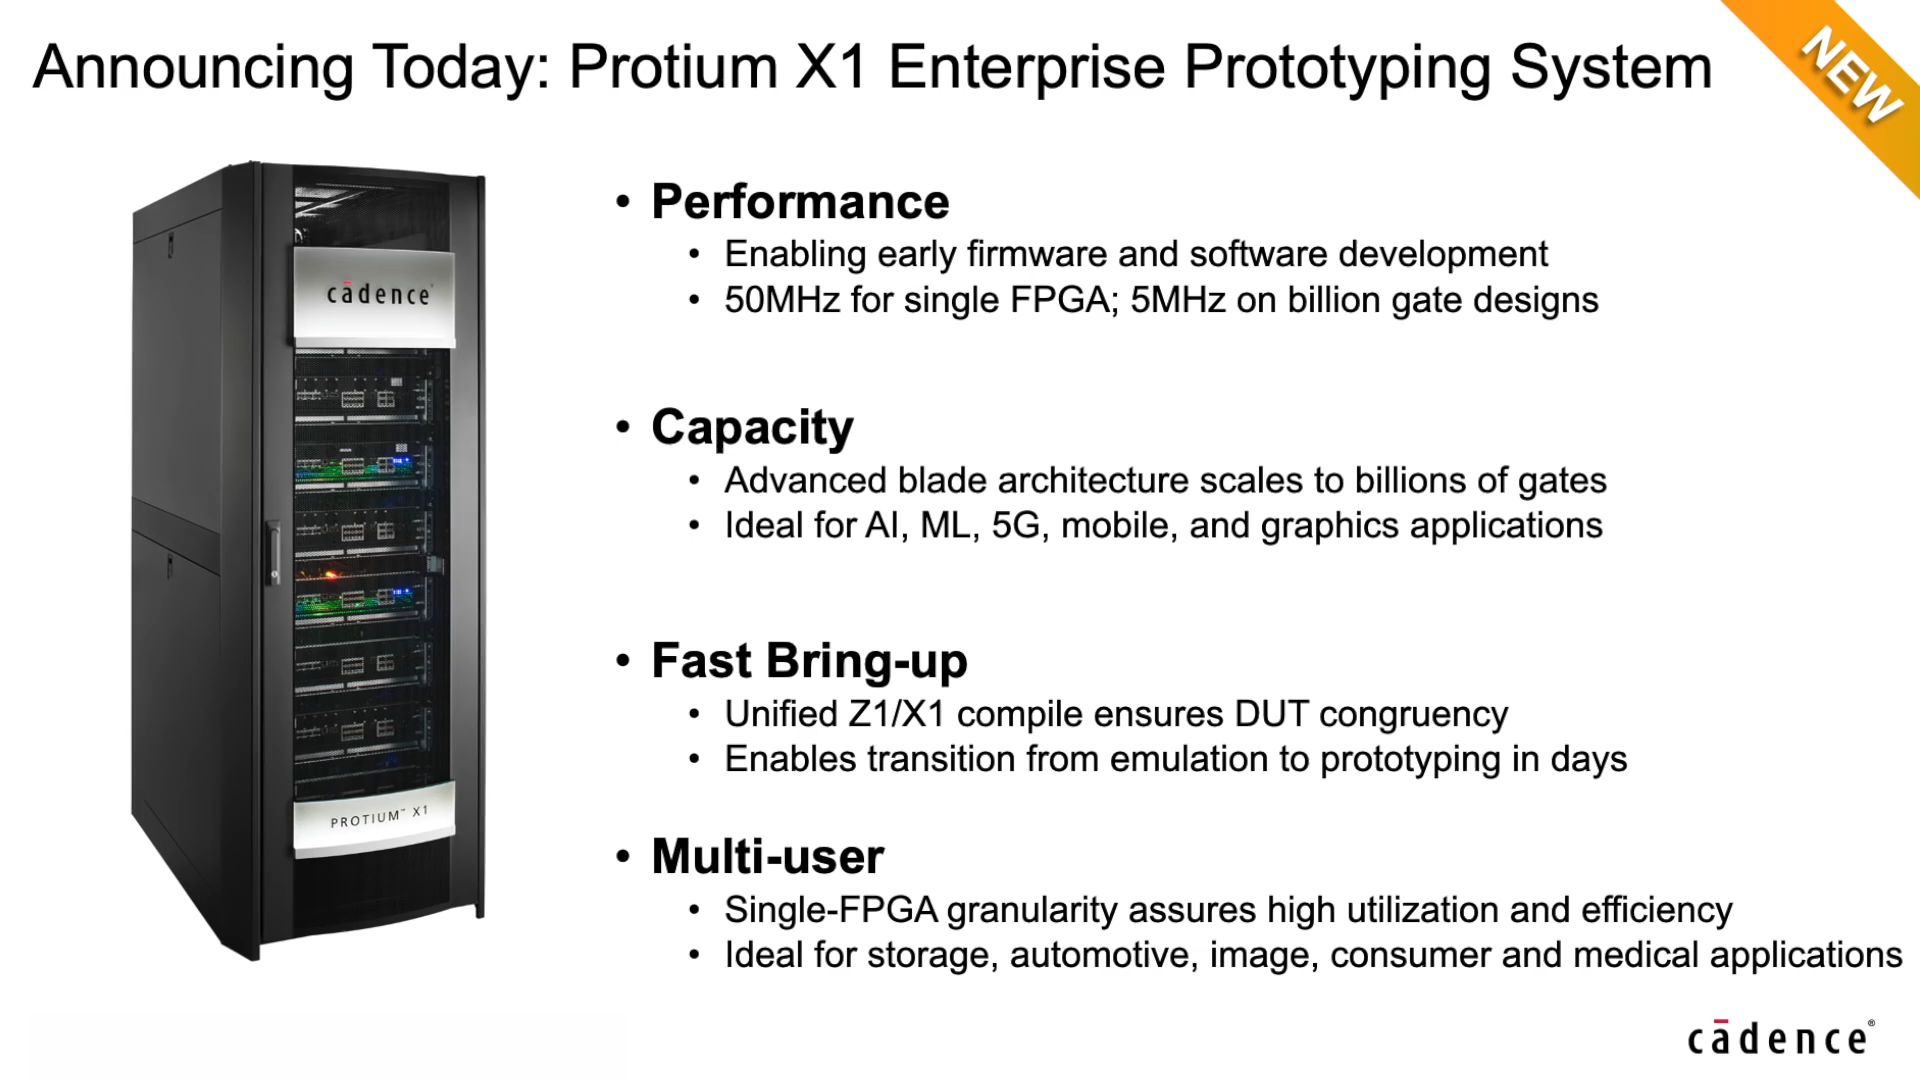 Announcing Today: Protium X1 Enterprise Prototyping System
NEW
cādence
PROTIUM™ X1
• Performance
• Enabling early firmware and software development
• 50MHz for single FPGA; 5MHz on billion gate designs
• Capacity
• Advanced blade architecture scales to billions of gates
• Ideal for AI, ML, 5G, mobile, and graphics applications
• Fast Bring-up
• Unified Z1/X1 compile ensures DUT congruency
• Enables transition from emulation to prototyping in days
• Multi-user
• Single-FPGA granularity assures high utilization and efficiency
• Ideal for storage, automotive, image, consumer and medical applications
cādence®